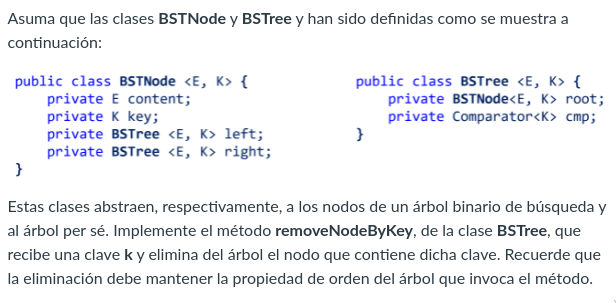 Asuma que las clases BSTNode y BSTree y han sido definidas como se muestra a
continuación:
public class BSTNode <E, K> {
    private E content;
    private K key;
    private BSTree <E, K> left;
    private BSTree <E, K> right;
}
public class BSTree <E, K> {
    private BSTNode<E, K> root;
    private Comparator<K> cmp;
}
Estas clases abstraen, respectivamente, a los nodos de un árbol binario de búsqueda y
al árbol per sé. Implemente el método removeNodeByKey, de la clase BSTree, que
recibe una clave k y elimina del árbol el nodo que contiene dicha clave. Recuerde que
la eliminación debe mantener la propiedad de orden del árbol que invoca el método.